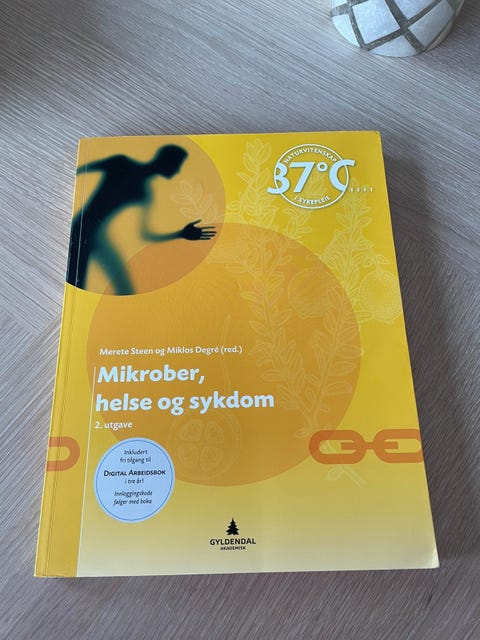 NATURVITENSKAP
37°C....
I SYKEPLEIE
Merete Steen og Miklos Degré (red.)
Mikrober,
helse og sykdom
2. utgave
Inkludert
fri tilgang til
DIGITAL ARBEIDSBOK
i tre år!
Innloggingskode
følger med boka
GYLDENDAL
AKADEMISK